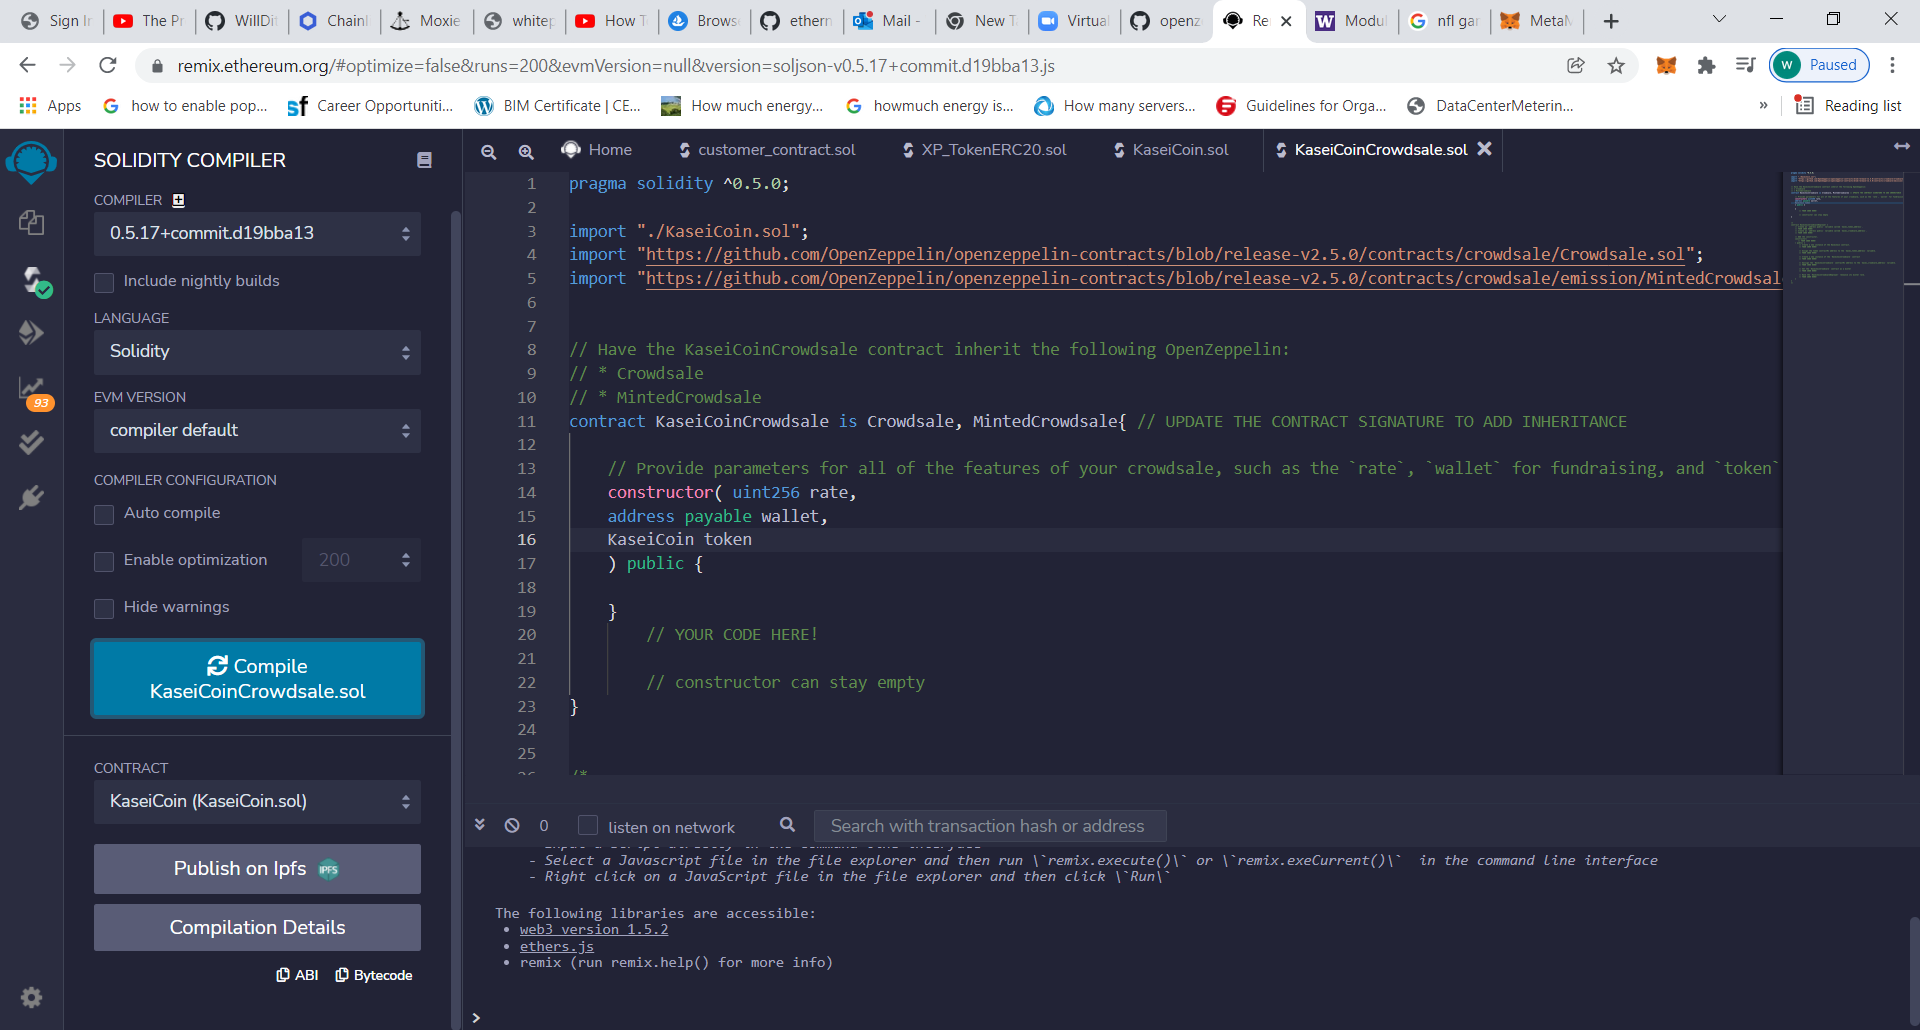 Sign In
The Pr
WillDif
Chainl
Moxie
whitep
How T
Brows
ethern
Mail -
New T
Virtual
openz
Re
Modul
nfl gar
MetaM
remix.ethereum.org/#optimize=false&runs=200&evmVersion=null&version=soljson-v0.5.17+commit.d19bba13.js
W Paused
Apps
how to enable pop...
Career Opportuniti...
BIM Certificate | CE...
How much energy...
howmuch energy is...
How many servers...
Guidelines for Orga...
DataCenterMeterin...
»
Reading list
SOLIDITY COMPILER
COMPILER
0.5.17+commit.d19bba13
Include nightly builds
LANGUAGE
Solidity
EVM VERSION
compiler default
COMPILER CONFIGURATION
Auto compile
Enable optimization
200
Hide warnings
Compile
KaseiCoinCrowdsale.sol
CONTRACT
KaseiCoin (KaseiCoin.sol)
Publish on Ipfs IPFS
Compilation Details
ABI Bytecode
93
Home
customer_contract.sol
XP_TokenERC20.sol
KaseiCoin.sol
KaseiCoinCrowdsale.sol
1 pragma solidity ^0.5.0;
2
3 import "./KaseiCoin.sol";
4 import "https://github.com/OpenZeppelin/openzeppelin-contracts/blob/release-v2.5.0/contracts/crowdsale/Crowdsale.sol";
5 import "https://github.com/OpenZeppelin/openzeppelin-contracts/blob/release-v2.5.0/contracts/crowdsale/emission/MintedCrowdsal
6
7
8 // Have the KaseiCoinCrowdsale contract inherit the following OpenZeppelin:
9 // * Crowdsale
10 // * MintedCrowdsale
11 contract KaseiCoinCrowdsale is Crowdsale, MintedCrowdsale{ // UPDATE THE CONTRACT SIGNATURE TO ADD INHERITANCE
12
13 // Provide parameters for all of the features of your crowdsale, such as the `rate`, `wallet` for fundraising, and `token`
14 constructor( uint256 rate,
15 address payable wallet,
16 KaseiCoin token
17 ) public {
18
19 }
20 // YOUR CODE HERE!
21
22 // constructor can stay empty
23 }
24
25
26 /*
0
listen on network
Search with transaction hash or address
- Input a script directly in the command line interface
- Select a Javascript file in the file explorer and then run \`remix.execute()\` or \`remix.exeCurrent()\` in the command line interface
- Right click on a JavaScript file in the file explorer and then click \`Run\`
The following libraries are accessible:
• web3 version 1.5.2
• ethers.js
• remix (run remix.help() for more info)
>